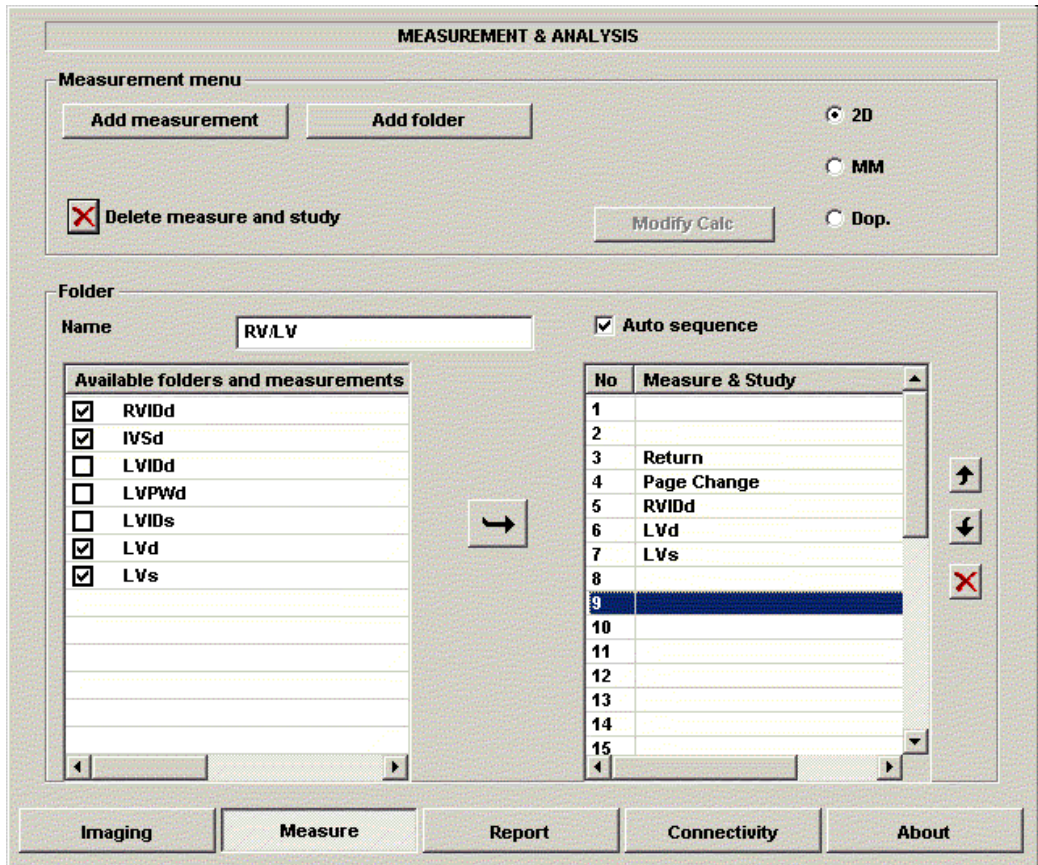 MEASUREMENT & ANALYSIS
Measurement menu
Add measurement Add folder
2D
MM
Delete measure and study
Modify Calc
Dop.
Folder
Name RV/LV
Auto sequence
Available folders and measurements
RVIDd
IVSd
LVIDd
LVPWd
LVIDs
LVd
LVs
No Measure & Study
1
2
3 Return
4 Page Change
5 RVIDd
6 LVd
7 LVs
8
9
10
11
12
13
14
15
Imaging Measure Report Connectivity About